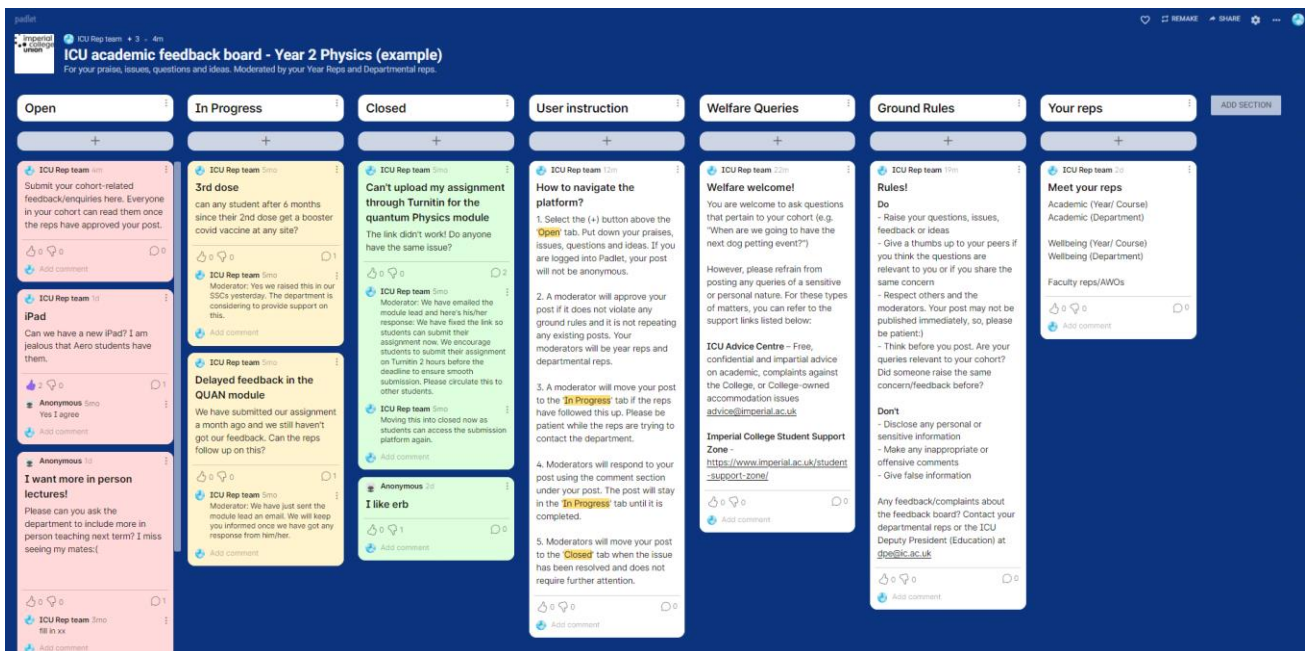 padlet
REMAKE
SHARE
imperial
college
union
ICU Rep team + 3 - 4m
ICU academic feedback board - Year 2 Physics (example)
For your praise, issues, questions and ideas. Moderated by your Year Reps and Departmental reps.
Open
ICU Rep team 4m
Submit your cohort-related
feedback/enquiries here. Everyone
in your cohort can read them once
the reps have approved your post.
0 0 0
Add comment
ICU Rep team 1d
iPad
Can we have a new iPad? I am
jealous that Aero students have
them.
2 0 1
Anonymous 5mo
Yes I agree
Add comment
Anonymous 1d
I want more in person
lectures!
Please can you ask the
department to include more in
person teaching next term? I miss
seeing my mates:(
0 0 1
ICU Rep team 3mo
fill in xx
Add comment
In Progress
ICU Rep team 5mo
3rd dose
can any student after 6 months
since their 2nd dose get a booster
covid vaccine at any site?
0 0 1
ICU Rep team 5mo
Moderator: Yes we raised this in our
SSCs yesterday. The department is
considering to provide support on
this.
Add comment
ICU Rep team 5mo
Delayed feedback in the
QUAN module
We have submitted our assignment
a month ago and we still haven't
got our feedback. Can the reps
follow up on this?
0 0 1
ICU Rep team 5mo
Moderator: We have just sent the
module lead an email. We will keep
you informed once we have got any
response from him/her.
Add comment
Closed
ICU Rep team 5mo
Can't upload my assignment
through Turnitin for the
quantum Physics module
The link didn't work! Do anyone
have the same issue?
0 0 2
ICU Rep team 5mo
Moderator: We have emailed the
module lead and here's his/her
response: We have fixed the link so
students can submit their
assignment now. We encourage
students to submit their assignment
on Turnitin 2 hours before the
deadline to ensure smooth
submission. Please circulate this to
other students.
ICU Rep team 5mo
Moving this into closed now as
students can access the submission
platform again.
Add comment
Anonymous 2d
I like erb
0 1 0
Add comment
User instruction
ICU Rep team 12m
How to navigate the
platform?
1. Select the (+) button above the
'Open' tab. Put down your praises,
issues, questions and ideas. If you
are logged into Padlet, your post
will not be anonymous.
2. A moderator will approve your
post if it does not violate any
ground rules and it is not repeating
any existing posts. Your
moderators will be year reps and
departmental reps.
3. A moderator will move your post
to the 'In Progress' tab if the reps
have followed this up. Please be
patient while the reps are trying to
contact the department.
4. Moderators will respond to your
post using the comment section
under your post. The post will stay
in the 'In Progress' tab until it is
completed.
5. Moderators will move your post
to the 'Closed' tab when the issue
has been resolved and does not
require further attention.
0 0 0
Add comment
Welfare Queries
ICU Rep team 22m
Welfare welcome!
You are welcome to ask questions
that pertain to your cohort (e.g.
"When are we going to have the
next dog petting event?")
However, please refrain from
posting any queries of a sensitive
or personal nature. For these types
of matters, you can refer to the
support links listed below:
ICU Advice Centre – Free,
confidential and impartial advice
on academic, complaints against
the College, or College-owned
accommodation issues
advice@imperial.ac.uk
Imperial College Student Support
Zone -
https://www.imperial.ac.uk/student
-support-zone/
0 0 0
Add comment
Ground Rules
ICU Rep team 19m
Rules!
Do
- Raise your questions, issues,
feedback or ideas
- Give a thumbs up to your peers if
you think the questions are
relevant to you or if you share the
same concern
- Respect others and the
moderators. Your post may not be
published immediately, so, please
be patient:)
- Think before you post. Are your
queries relevant to your cohort?
Did someone raise the same
concern/feedback before?
Don't
- Disclose any personal or
sensitive information
- Make any inappropriate or
offensive comments
- Give false information
Any feedback/complaints about
the feedback board? Contact your
departmental reps or the ICU
Deputy President (Education) at
dpe@ic.ac.uk
0 0 0
Add comment
Your reps
ICU Rep team 2d
Meet your reps
Academic (Year/ Course)
Academic (Department)
Wellbeing (Year/ Course)
Wellbeing (Department)
Faculty reps/AWOs
0 0 0
Add comment
ADD SECTION